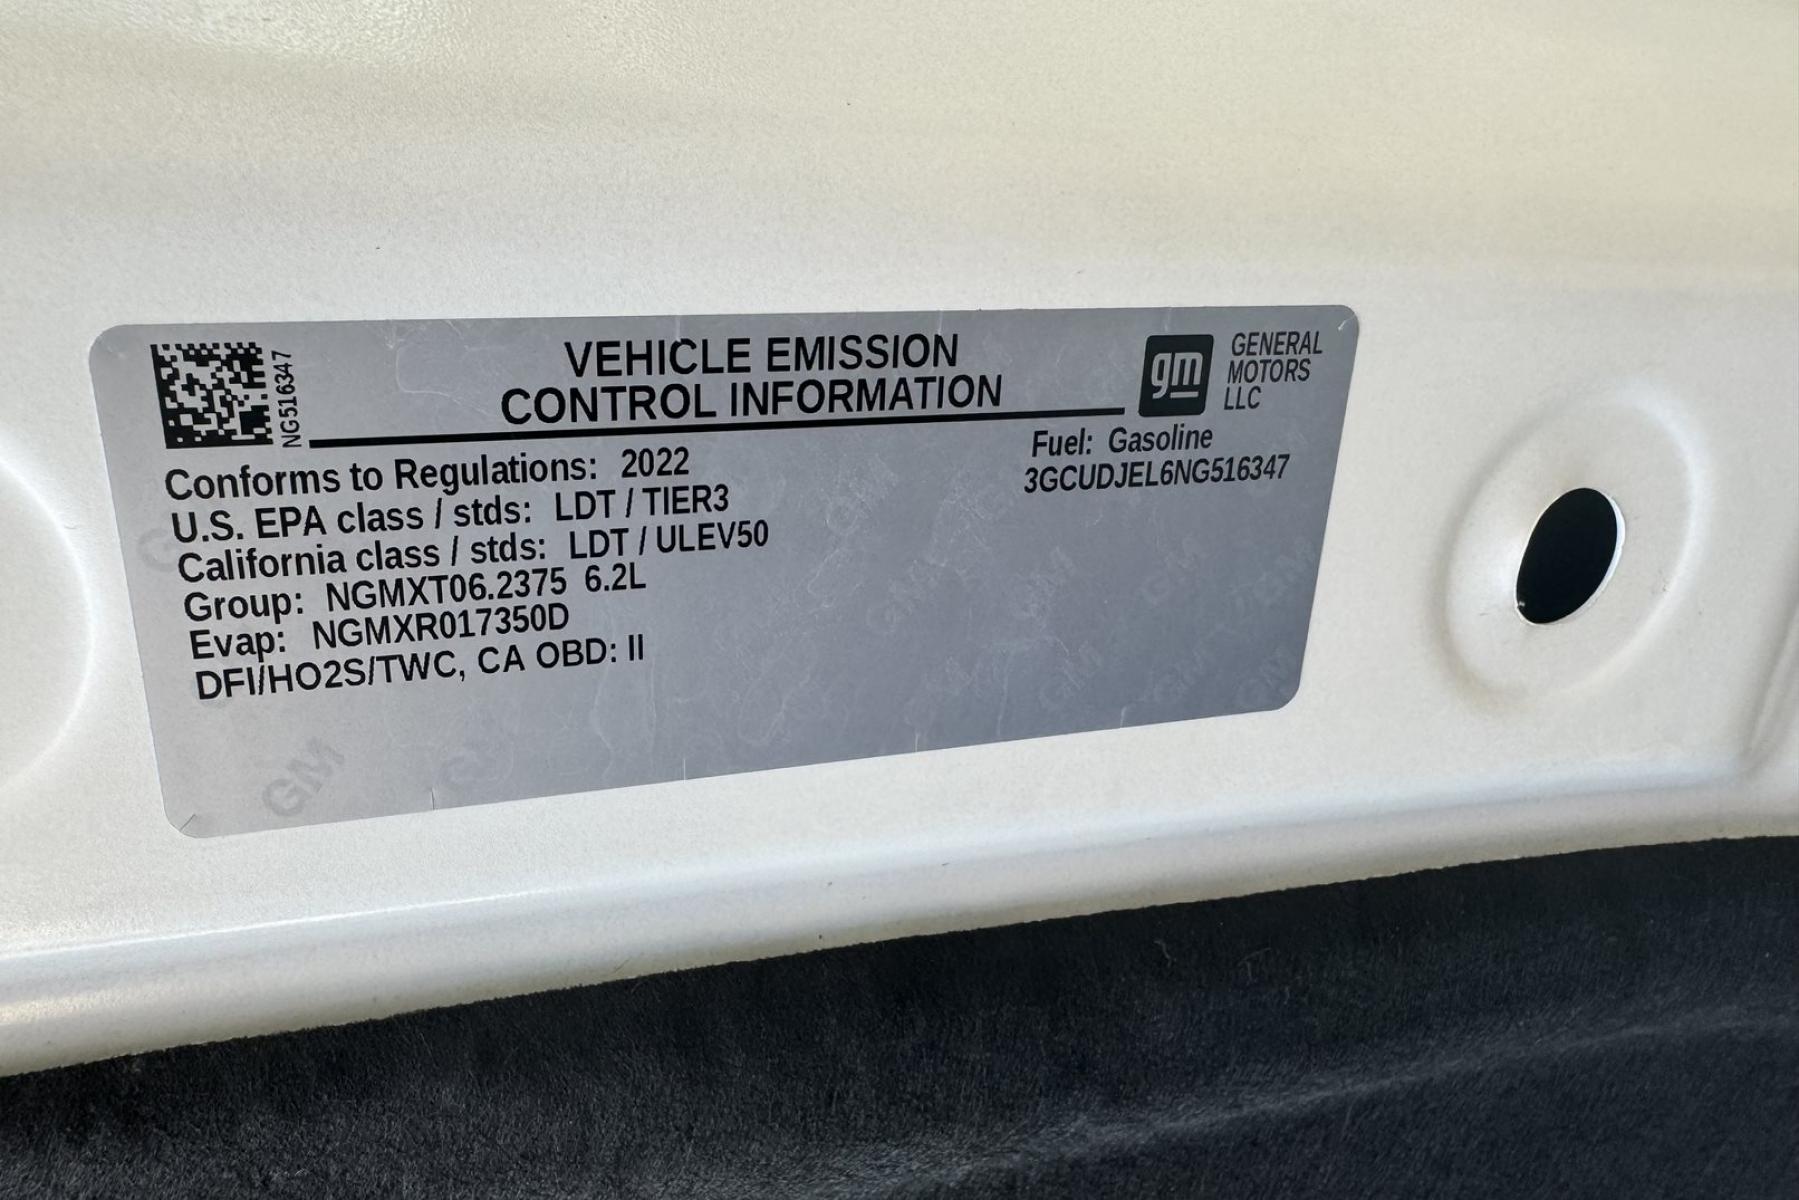 NG516347
VEHICLE EMISSION
CONTROL INFORMATION
gm
GENERAL
MOTORS
LLC
Conforms to Regulations: 2022
U.S. EPA class / stds: LDT / TIER3
California class / stds: LDT / ULEV50
Group: NGMXT06.2375 6.2L
Evap: NGMXR017350D
DFI/HO2S/TWC, CA OBD: II
Fuel: Gasoline
3GCUDJEL6NG516347
GM